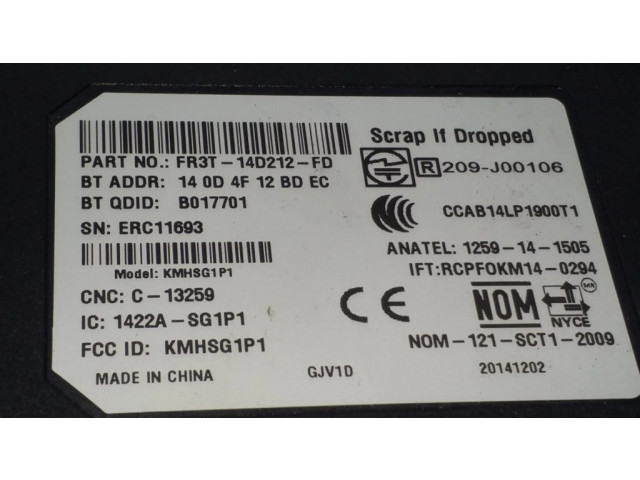 Scrap If Dropped
PART NO.: FR3T-14D212-FD
BT ADDR: 14 0D 4F 12 BD EC
R 209-J00106
BT QDID: B017701
CCAB14LP1900T1
SN: ERC11693
ANATEL: 1259-14-1505
Model: KMHSG1P1
IFT:RCPFOKM14-0294
CNC: C-13259
CE
NOM
MR
NYCE
IC: 1422A-SG1P1
NOM-121-SCT1-2009
FCC ID: KMHSG1P1
MADE IN CHINA
GJV1D
20141202